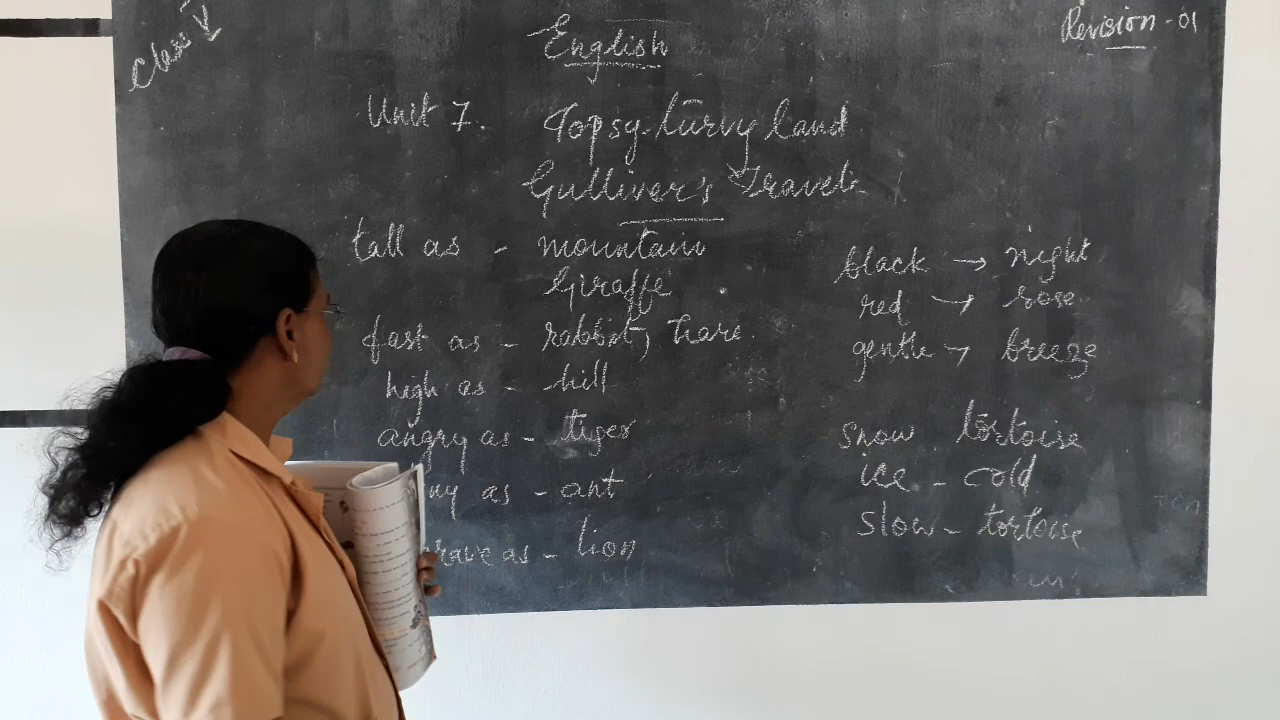 Class V
English
Revision - 01
Unit 7. Topsy-turvy land
Gulliver's Travels
tall as - mountain
Giraffe
fast as - rabbit, hare
high as - hill
angry as - tiger
ny as - ant
rave as - lion
black → night
red → rose
gentle → breeze
Snow tortoise
ice - cold
Slow - tortoise